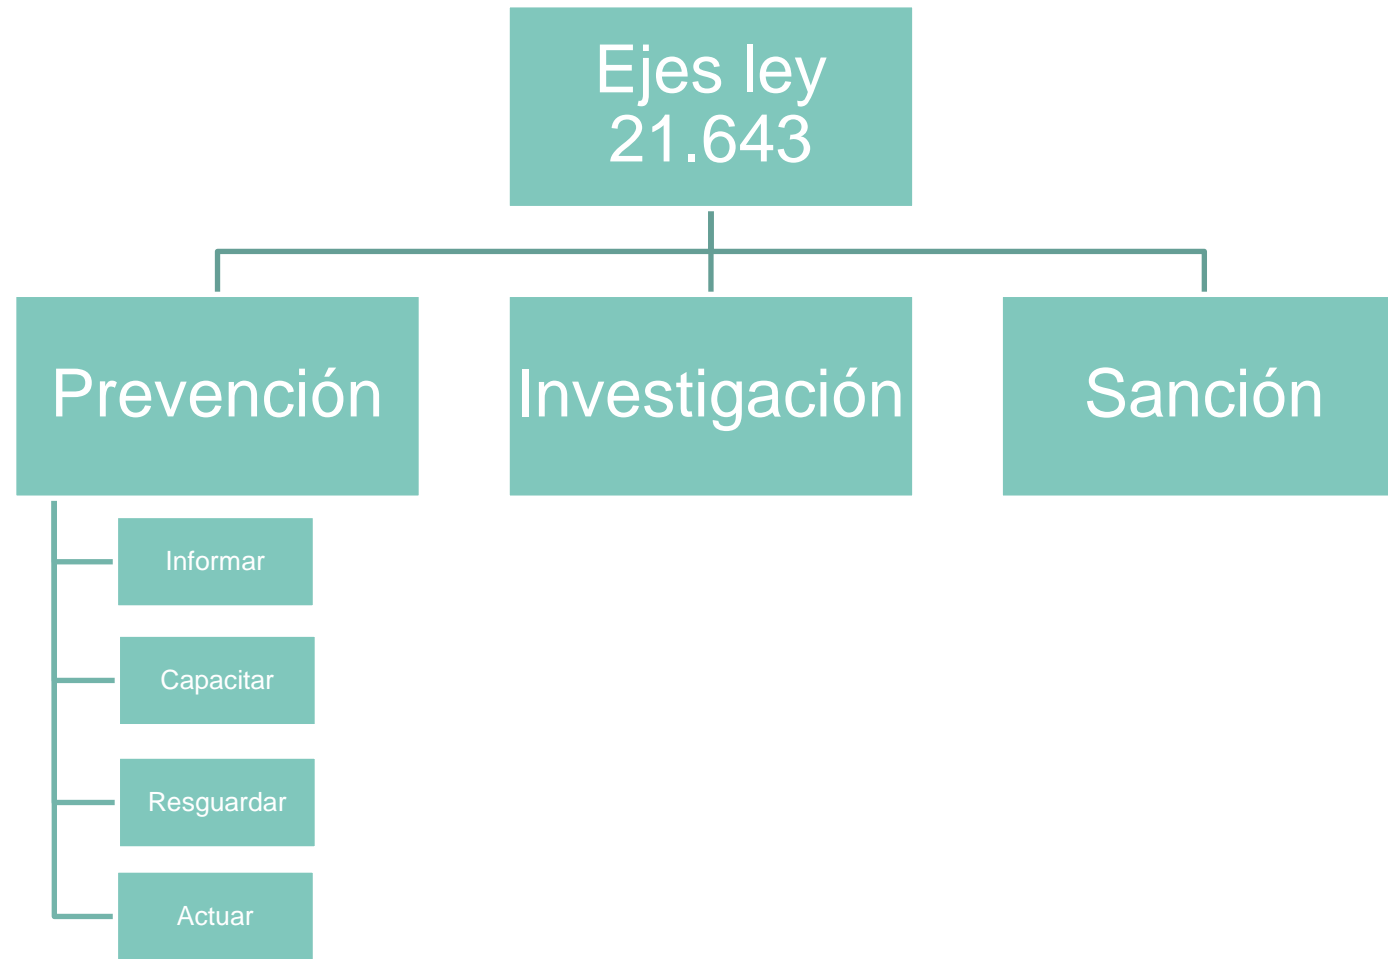 Ejes ley
21.643
Prevención
Investigación
Sanción
Informar
Capacitar
Resguardar
Actuar